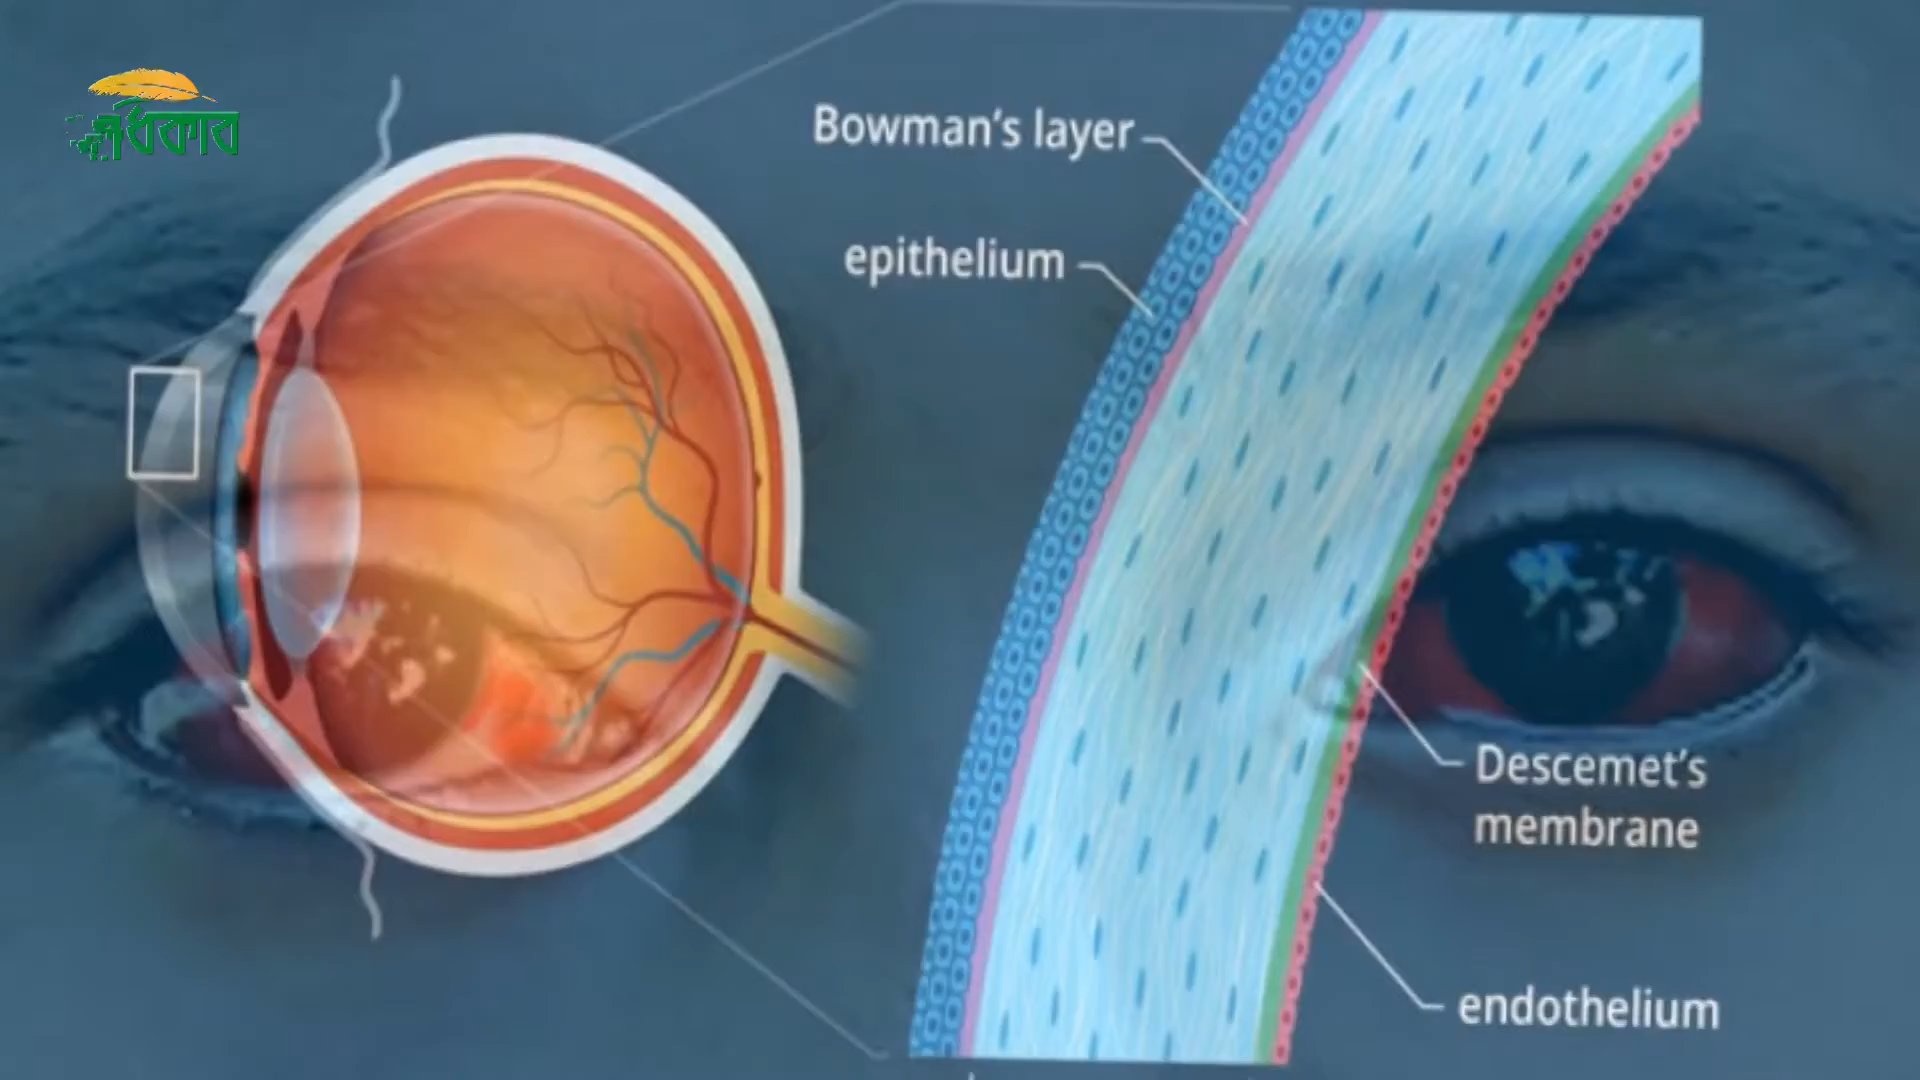 Bowman's layer
epithelium
Descemet's
membrane
endothelium